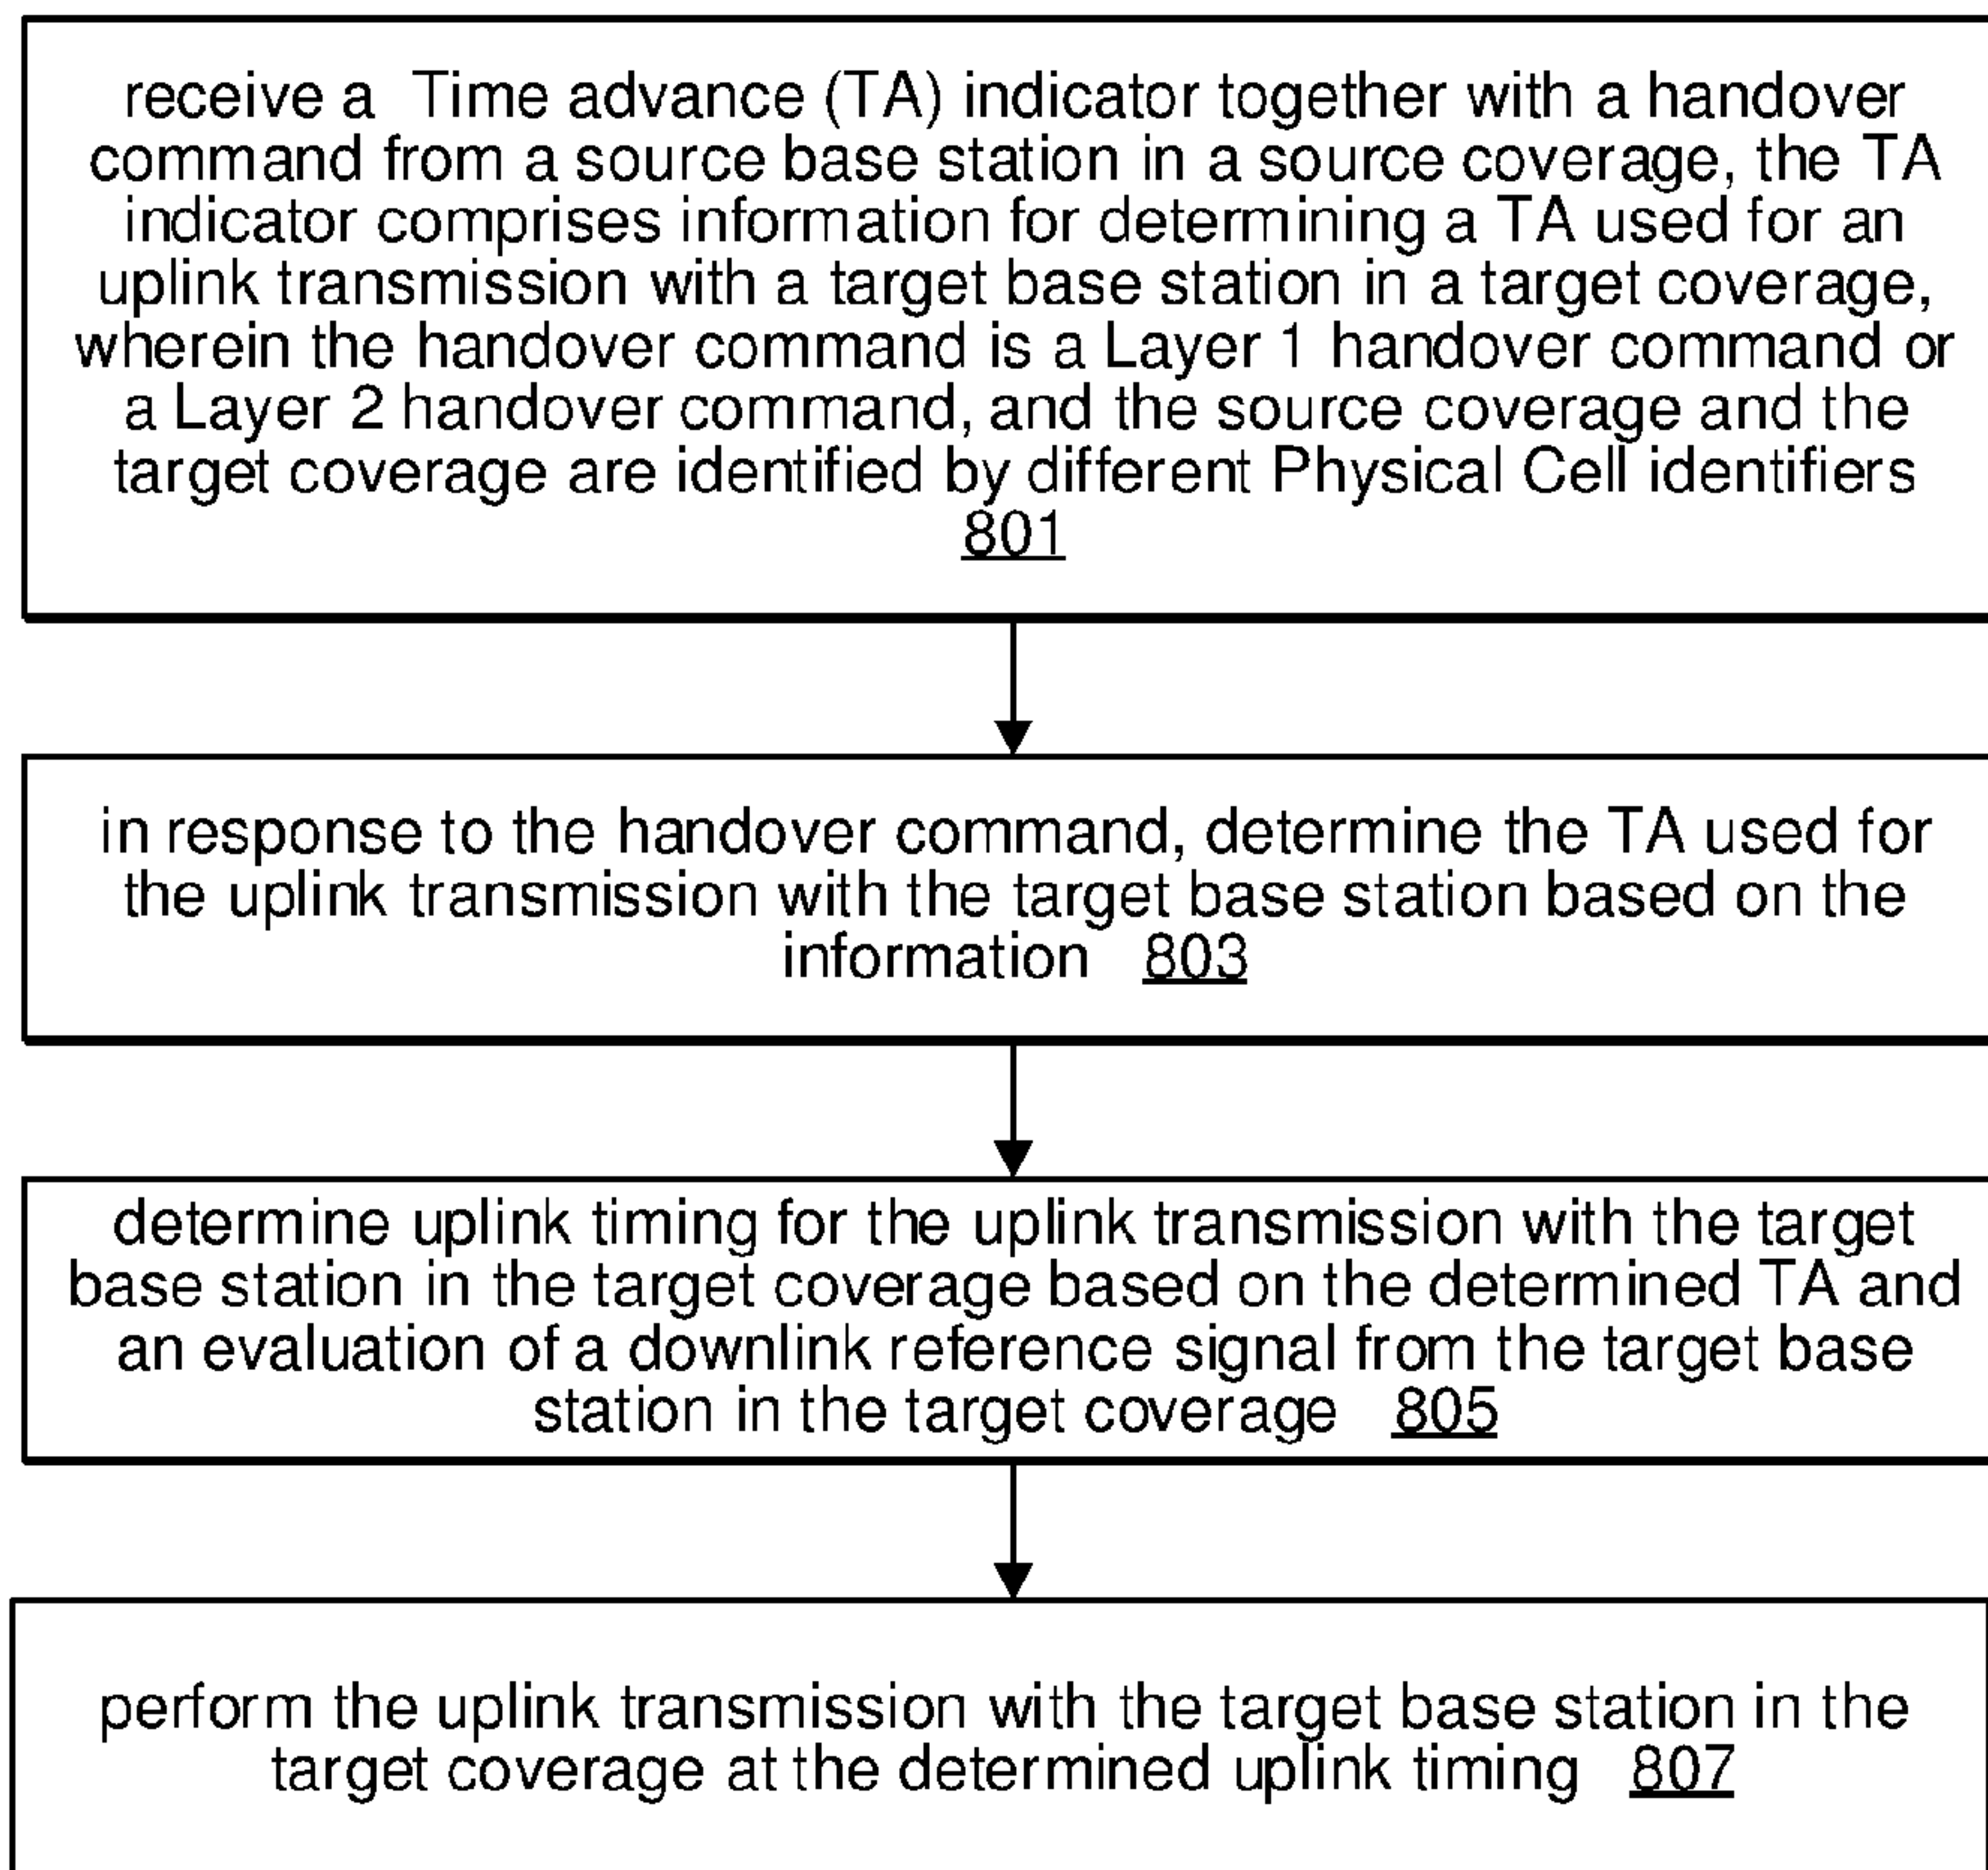 receive a Time advance (TA) indicator together with a handover
command from a source base station in a source coverage, the TA
indicator comprises information for determining a TA used for an
uplink transmission with a target base station in a target coverage,
wherein the handover command is a Layer 1 handover command or
a Layer 2 handover command, and the source coverage and the
target coverage are identified by different Physical Cell identifiers
801
in response to the handover command, determine the TA used for
the uplink transmission with the target base station based on the
information 803
determine uplink timing for the uplink transmission with the target
base station in the target coverage based on the determined TA and
an evaluation of a downlink reference signal from the target base
station in the target coverage 805
perform the uplink transmission with the target base station in the
target coverage at the determined uplink timing 807